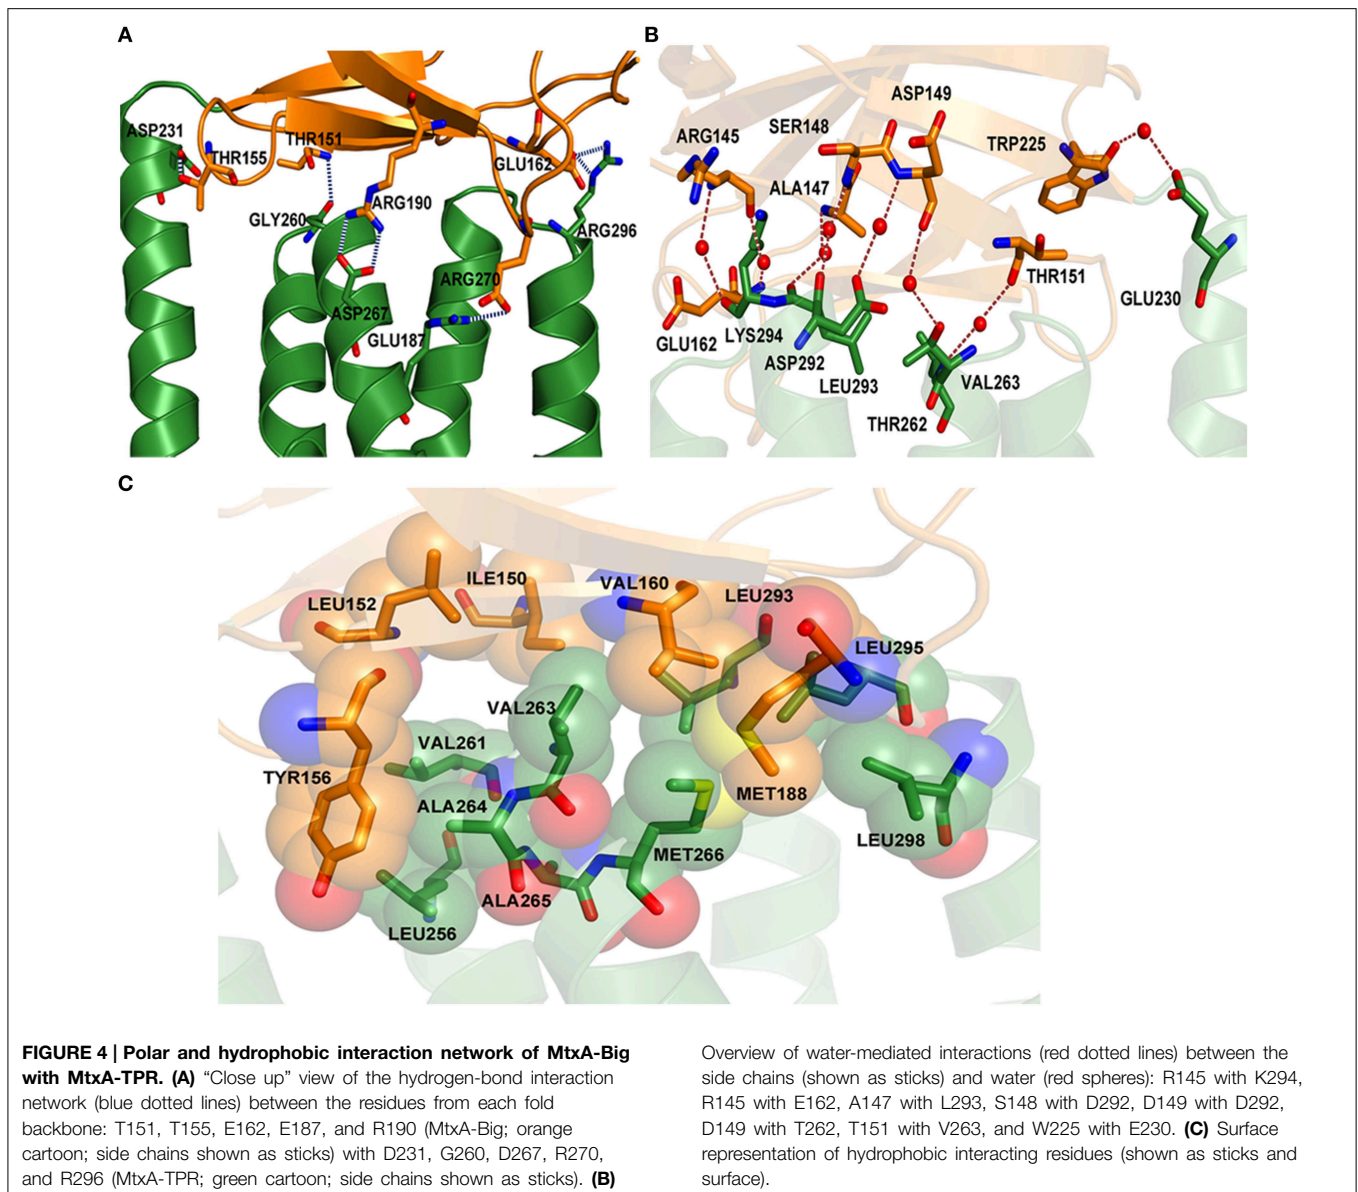 A
ASP231
THR155
THR151
GLU162
GLY260
ARG190
ARG296
ARG270
ASP267
GLU187
B
ASP149
ARG145
SER148
TRP225
ALA147
THR151
GLU230
GLU162
LYS294
ASP292
LEU293
VAL263
THR262
C
LEU152
ILE150
VAL160
LEU293
LEU295
VAL263
VAL261
TYR156
ALA264
MET188
MET266
LEU298
ALA265
LEU256
FIGURE 4 | Polar and hydrophobic interaction network of MtxA-Big
with MtxA-TPR. (A) “Close up” view of the hydrogen-bond interaction
network (blue dotted lines) between the residues from each fold
backbone: T151, T155, E162, E187, and R190 (MtxA-Big; orange
cartoon; side chains shown as sticks) with D231, G260, D267, R270,
and R296 (MtxA-TPR; green cartoon; side chains shown as sticks). (B)
Overview of water-mediated interactions (red dotted lines) between the
side chains (shown as sticks) and water (red spheres): R145 with K294,
R145 with E162, A147 with L293, S148 with D292, D149 with D292,
D149 with T262, T151 with V263, and W225 with E230. (C) Surface
representation of hydrophobic interacting residues (shown as sticks and
surface).